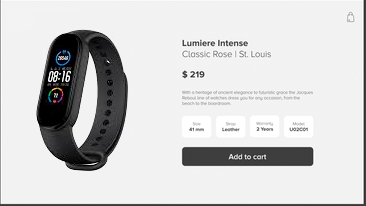 Lumiere Intense
Classic Rose | St. Louis
$ 219
With a heritage of ancient elegance to futuristic grace the Jacques
line of watches dress you for any occasion, from the
beach to the boardroom.
Size
41 mm
Strap
Leather
Warranty
2 Years
Model
U02C01
Add to cart
08:16